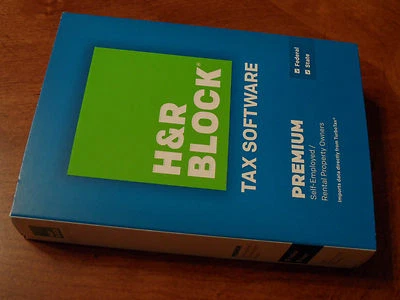 H&R
BLOCK®
TAX SOFTWARE
PREMIUM
Self-Employed /
Rental Property Owners
Imports data directly from TurboTax®
Federal
State